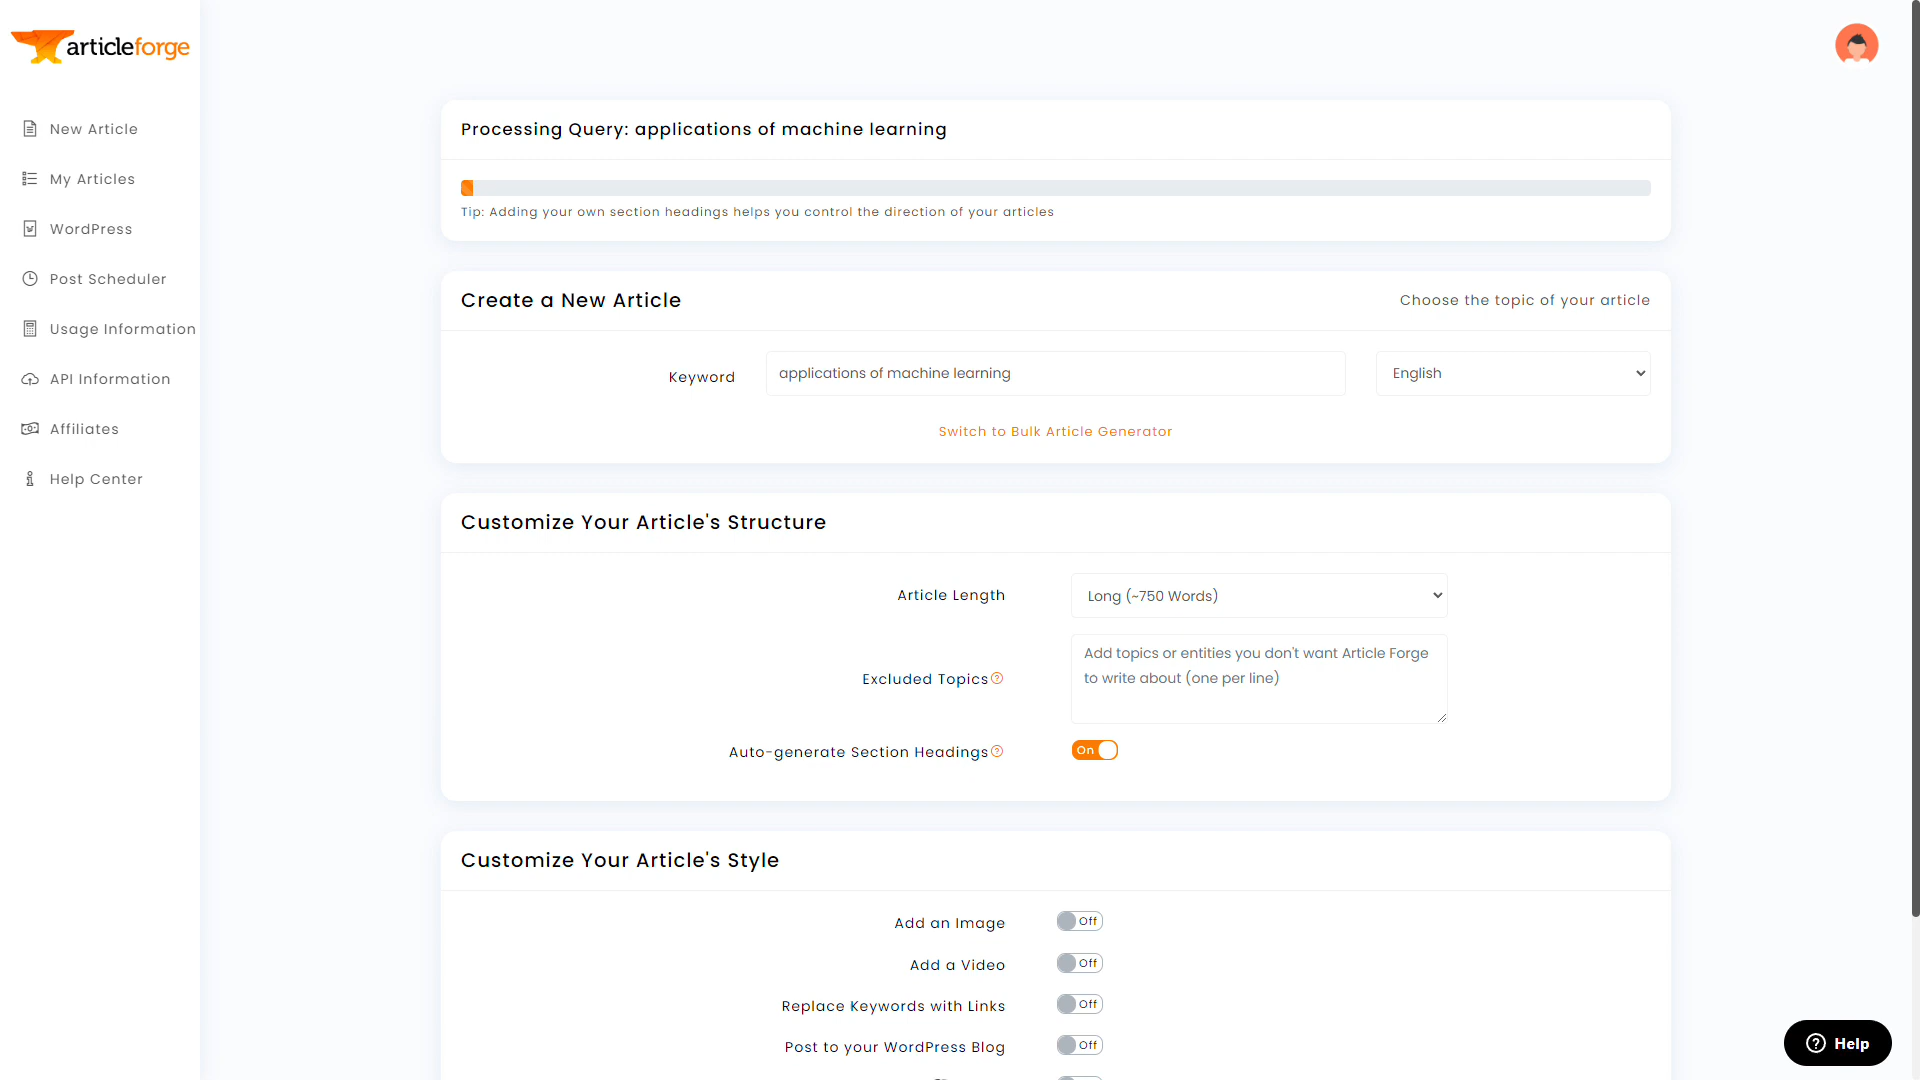 articleforge
New Article
My Articles
WordPress
Post Scheduler
Usage Information
API Information
Affiliates
Help Center
Processing Query: applications of machine learning
Tip: Adding your own section headings helps you control the direction of your articles
Create a New Article
Choose the topic of your article
Keyword
applications of machine learning
English
Switch to Bulk Article Generator
Customize Your Article's Structure
Article Length
Long (~750 Words)
Excluded Topics
Add topics or entities you don't want Article Forge
to write about (one per line)
Auto-generate Section Headings
On
Customize Your Article's Style
Add an Image
Off
Add a Video
Off
Replace Keywords with Links
Off
Post to your WordPress Blog
Off
Help